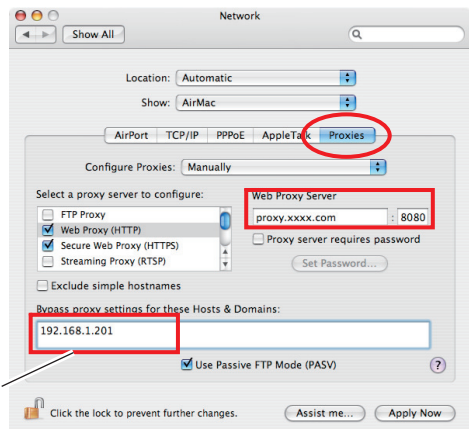 Network
Show All
Location: Automatic
Show: AirMac
AirPort TCP/IP PPPoE AppleTalk Proxies
Configure Proxies: Manually
Select a proxy server to configure:
FTP Proxy
Web Proxy (HTTP)
Secure Web Proxy (HTTPS)
Streaming Proxy (RTSP)
Web Proxy Server
proxy.xxxx.com : 8080
Proxy server requires password
Set Password...
Exclude simple hostnames
Bypass proxy settings for these Hosts & Domains:
192.168.1.201
Use Passive FTP Mode (PASV)
?
Click the lock to prevent further changes.
Assist me...
Apply Now